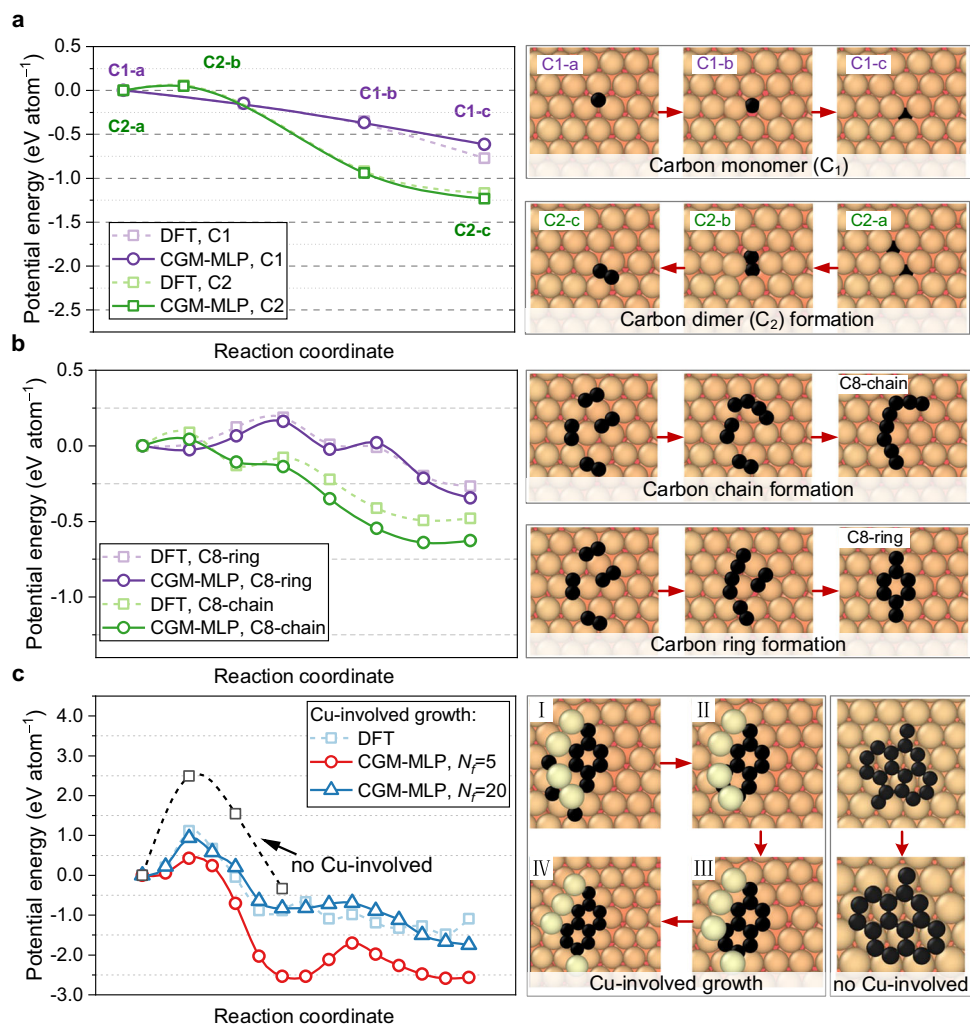 a
Potential energy (eV atom⁻¹)
0.5
0.0
-0.5
-1.0
-1.5
-2.0
-2.5
C1-a
C2-b
C2-a
C1-b
C1-c
C2-c
DFT, C1
CGM-MLP, C1
DFT, C2
CGM-MLP, C2
Reaction coordinate
C1-a
C1-b
C1-c
Carbon monomer (C₁)
C2-c
C2-b
C2-a
Carbon dimer (C₂) formation
b
Potential energy (eV atom⁻¹)
0.5
0.0
-0.5
-1.0
DFT, C8-ring
CGM-MLP, C8-ring
DFT, C8-chain
CGM-MLP, C8-chain
Reaction coordinate
C8-chain
Carbon chain formation
C8-ring
Carbon ring formation
c
Potential energy (eV atom⁻¹)
4.0
3.0
2.0
1.0
0.0
-1.0
-2.0
-3.0
Cu-involved growth:
DFT
CGM-MLP, N_f=5
CGM-MLP, N_f=20
no Cu-involved
Reaction coordinate
I
II
IV
III
Cu-involved growth
no Cu-involved